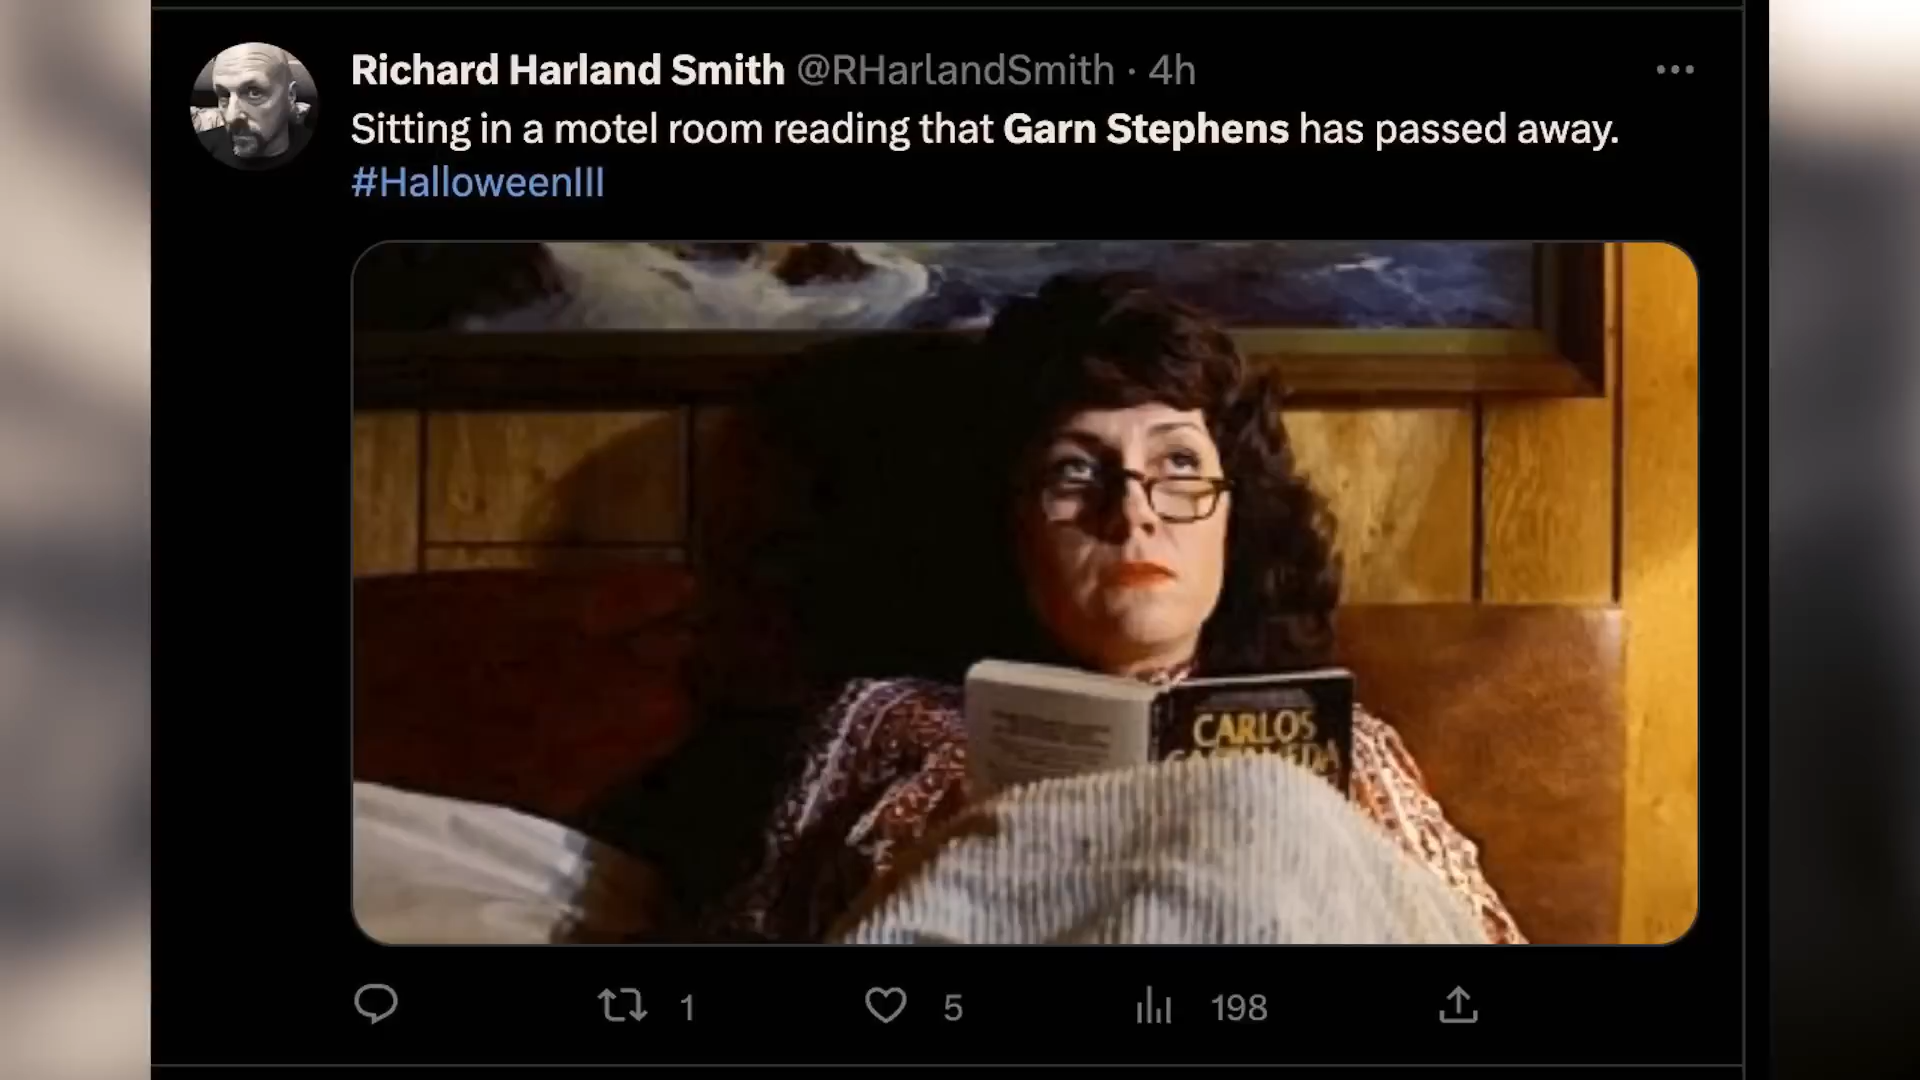 Richard Harland Smith @RHarlandSmith · 4h
Sitting in a motel room reading that Garn Stephens has passed away.
#HalloweenIII
CARLOS
1 5 198